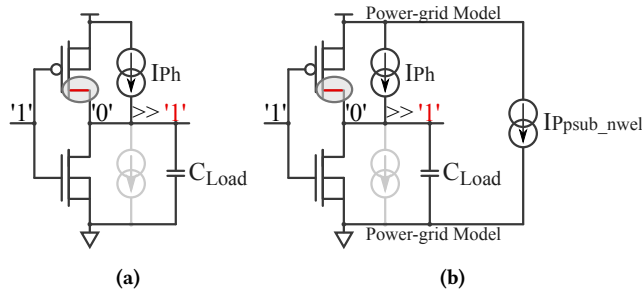 IPh
'1'
'0'
>> '1'
CLoad
(a)
Power-grid Model
IPh
'1'
'0'
>> '1'
IPpsub_nwel
CLoad
Power-grid Model
(b)